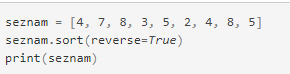 seznam = [4, 7, 8, 3, 5, 2, 4, 8, 5]
seznam.sort(reverse=True)
print(seznam)